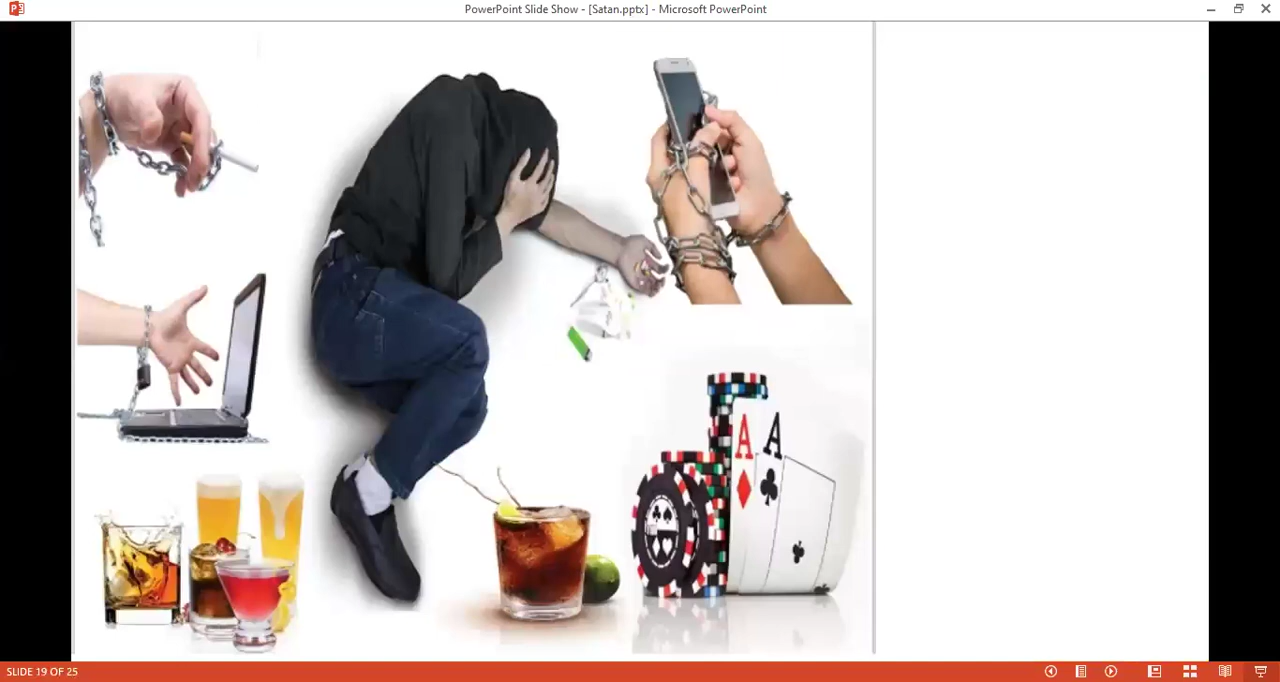 PowerPoint Slide Show - [Satan.pptx] - Microsoft PowerPoint
A A
SLIDE 19 OF 25